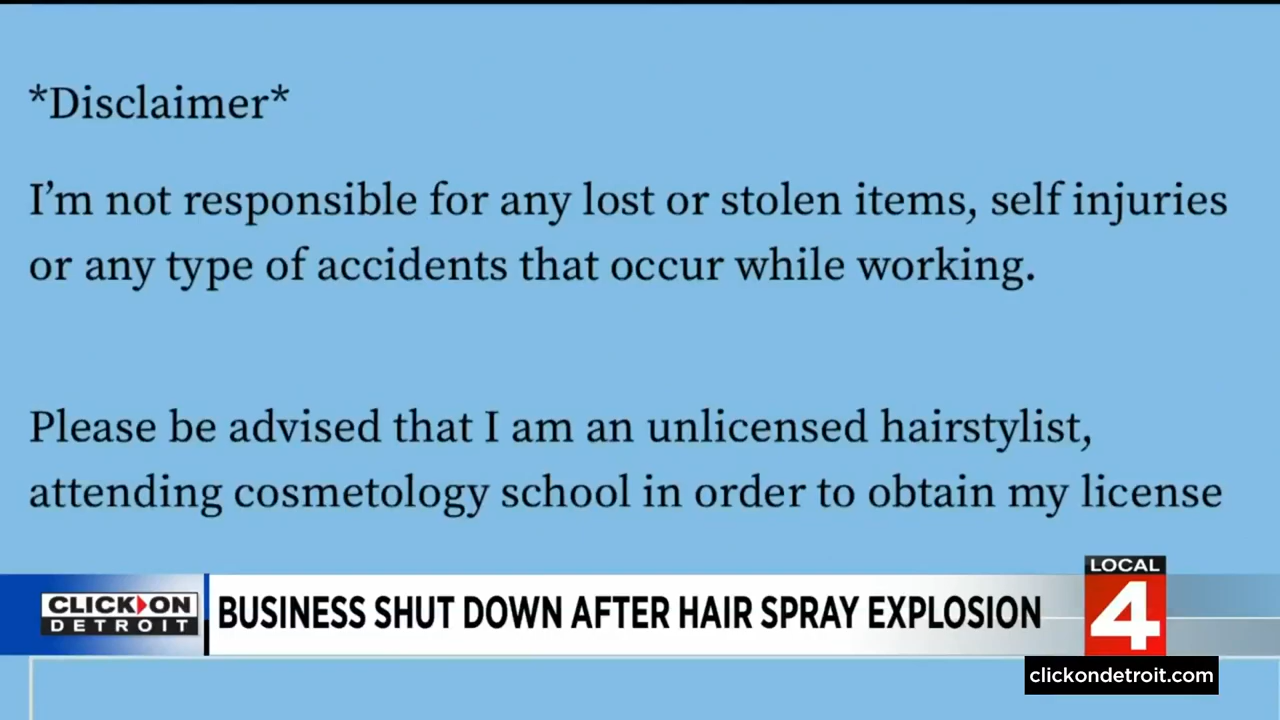 *Disclaimer*
I’m not responsible for any lost or stolen items, self injuries
or any type of accidents that occur while working.
Please be advised that I am an unlicensed hairstylist,
attending cosmetology school in order to obtain my license
CLICK ON
DETROIT
BUSINESS SHUT DOWN AFTER HAIR SPRAY EXPLOSION
LOCAL
4
clickondetroit.com